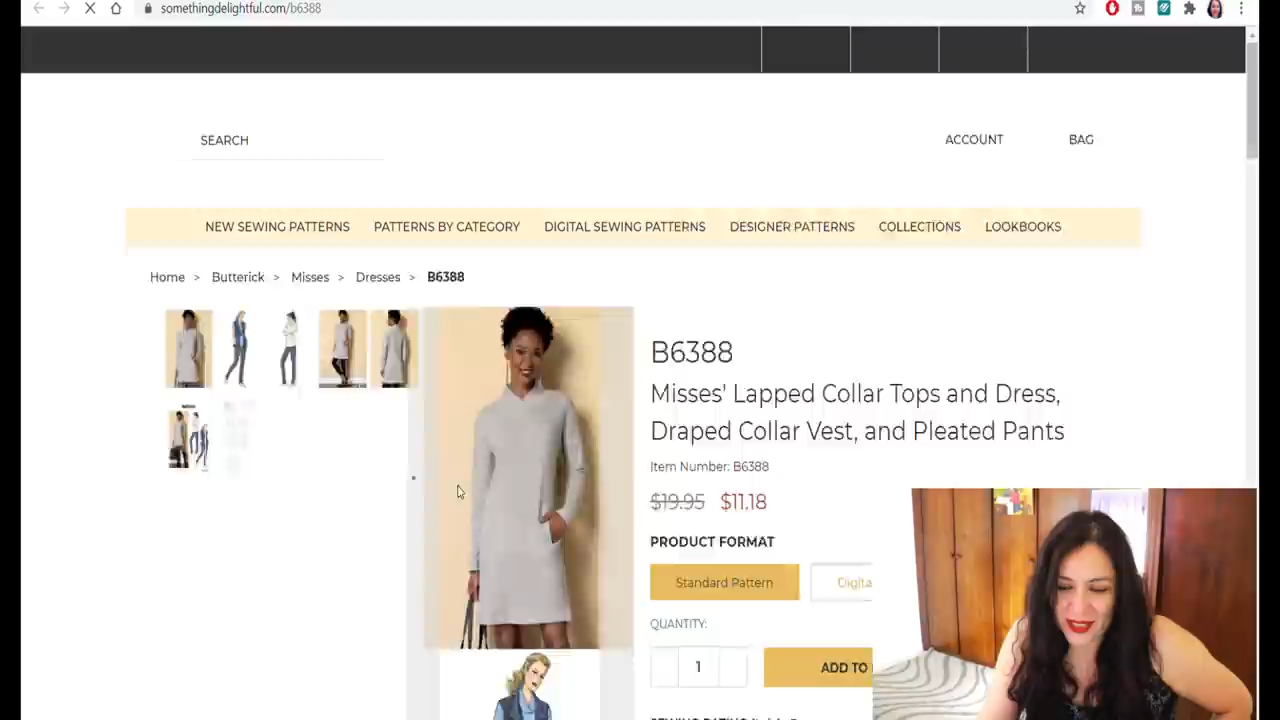 somethingdelightful.com/b6388
SEARCH
ACCOUNT
BAG
NEW SEWING PATTERNS
PATTERNS BY CATEGORY
DIGITAL SEWING PATTERNS
DESIGNER PATTERNS
COLLECTIONS
LOOKBOOKS
Home > Butterick > Misses > Dresses > B6388
B6388
Misses' Lapped Collar Tops and Dress,
Draped Collar Vest, and Pleated Pants
Item Number: B6388
$19.95 $11.18
PRODUCT FORMAT
Standard Pattern
Digita
QUANTITY:
1
ADD TO